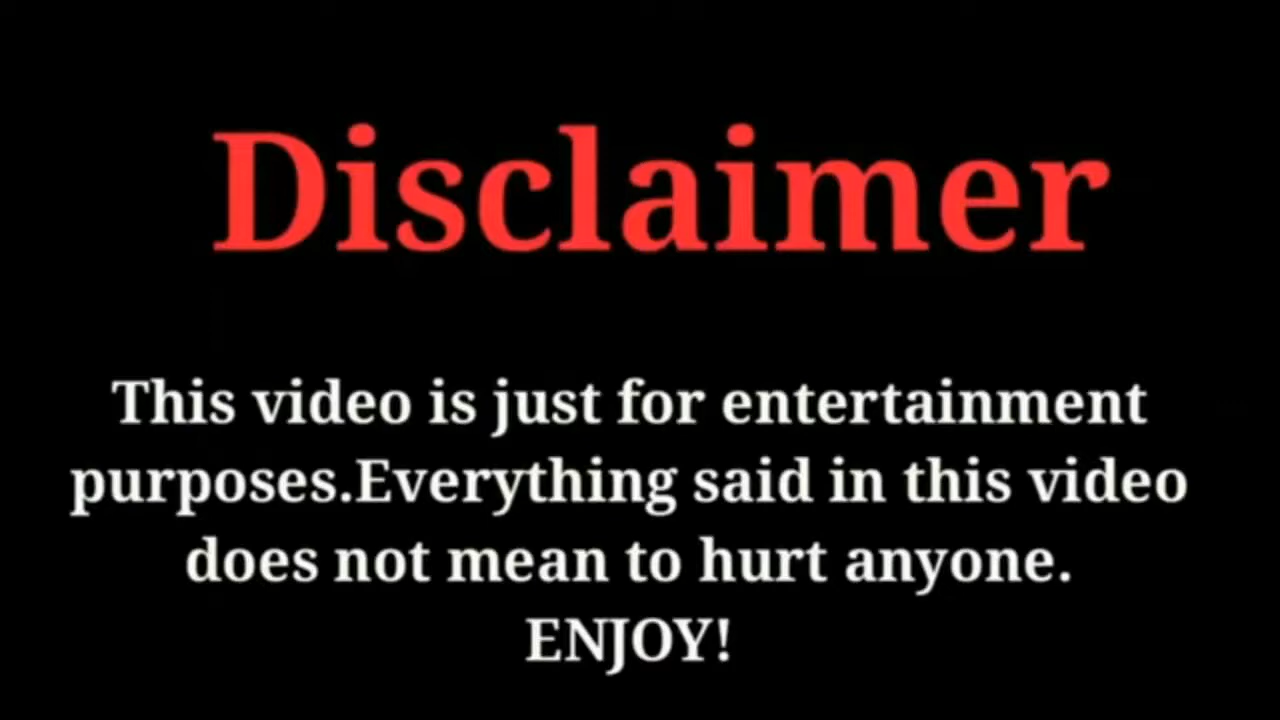 Disclaimer
This video is just for entertainment
purposes.Everything said in this video
does not mean to hurt anyone.
ENJOY!